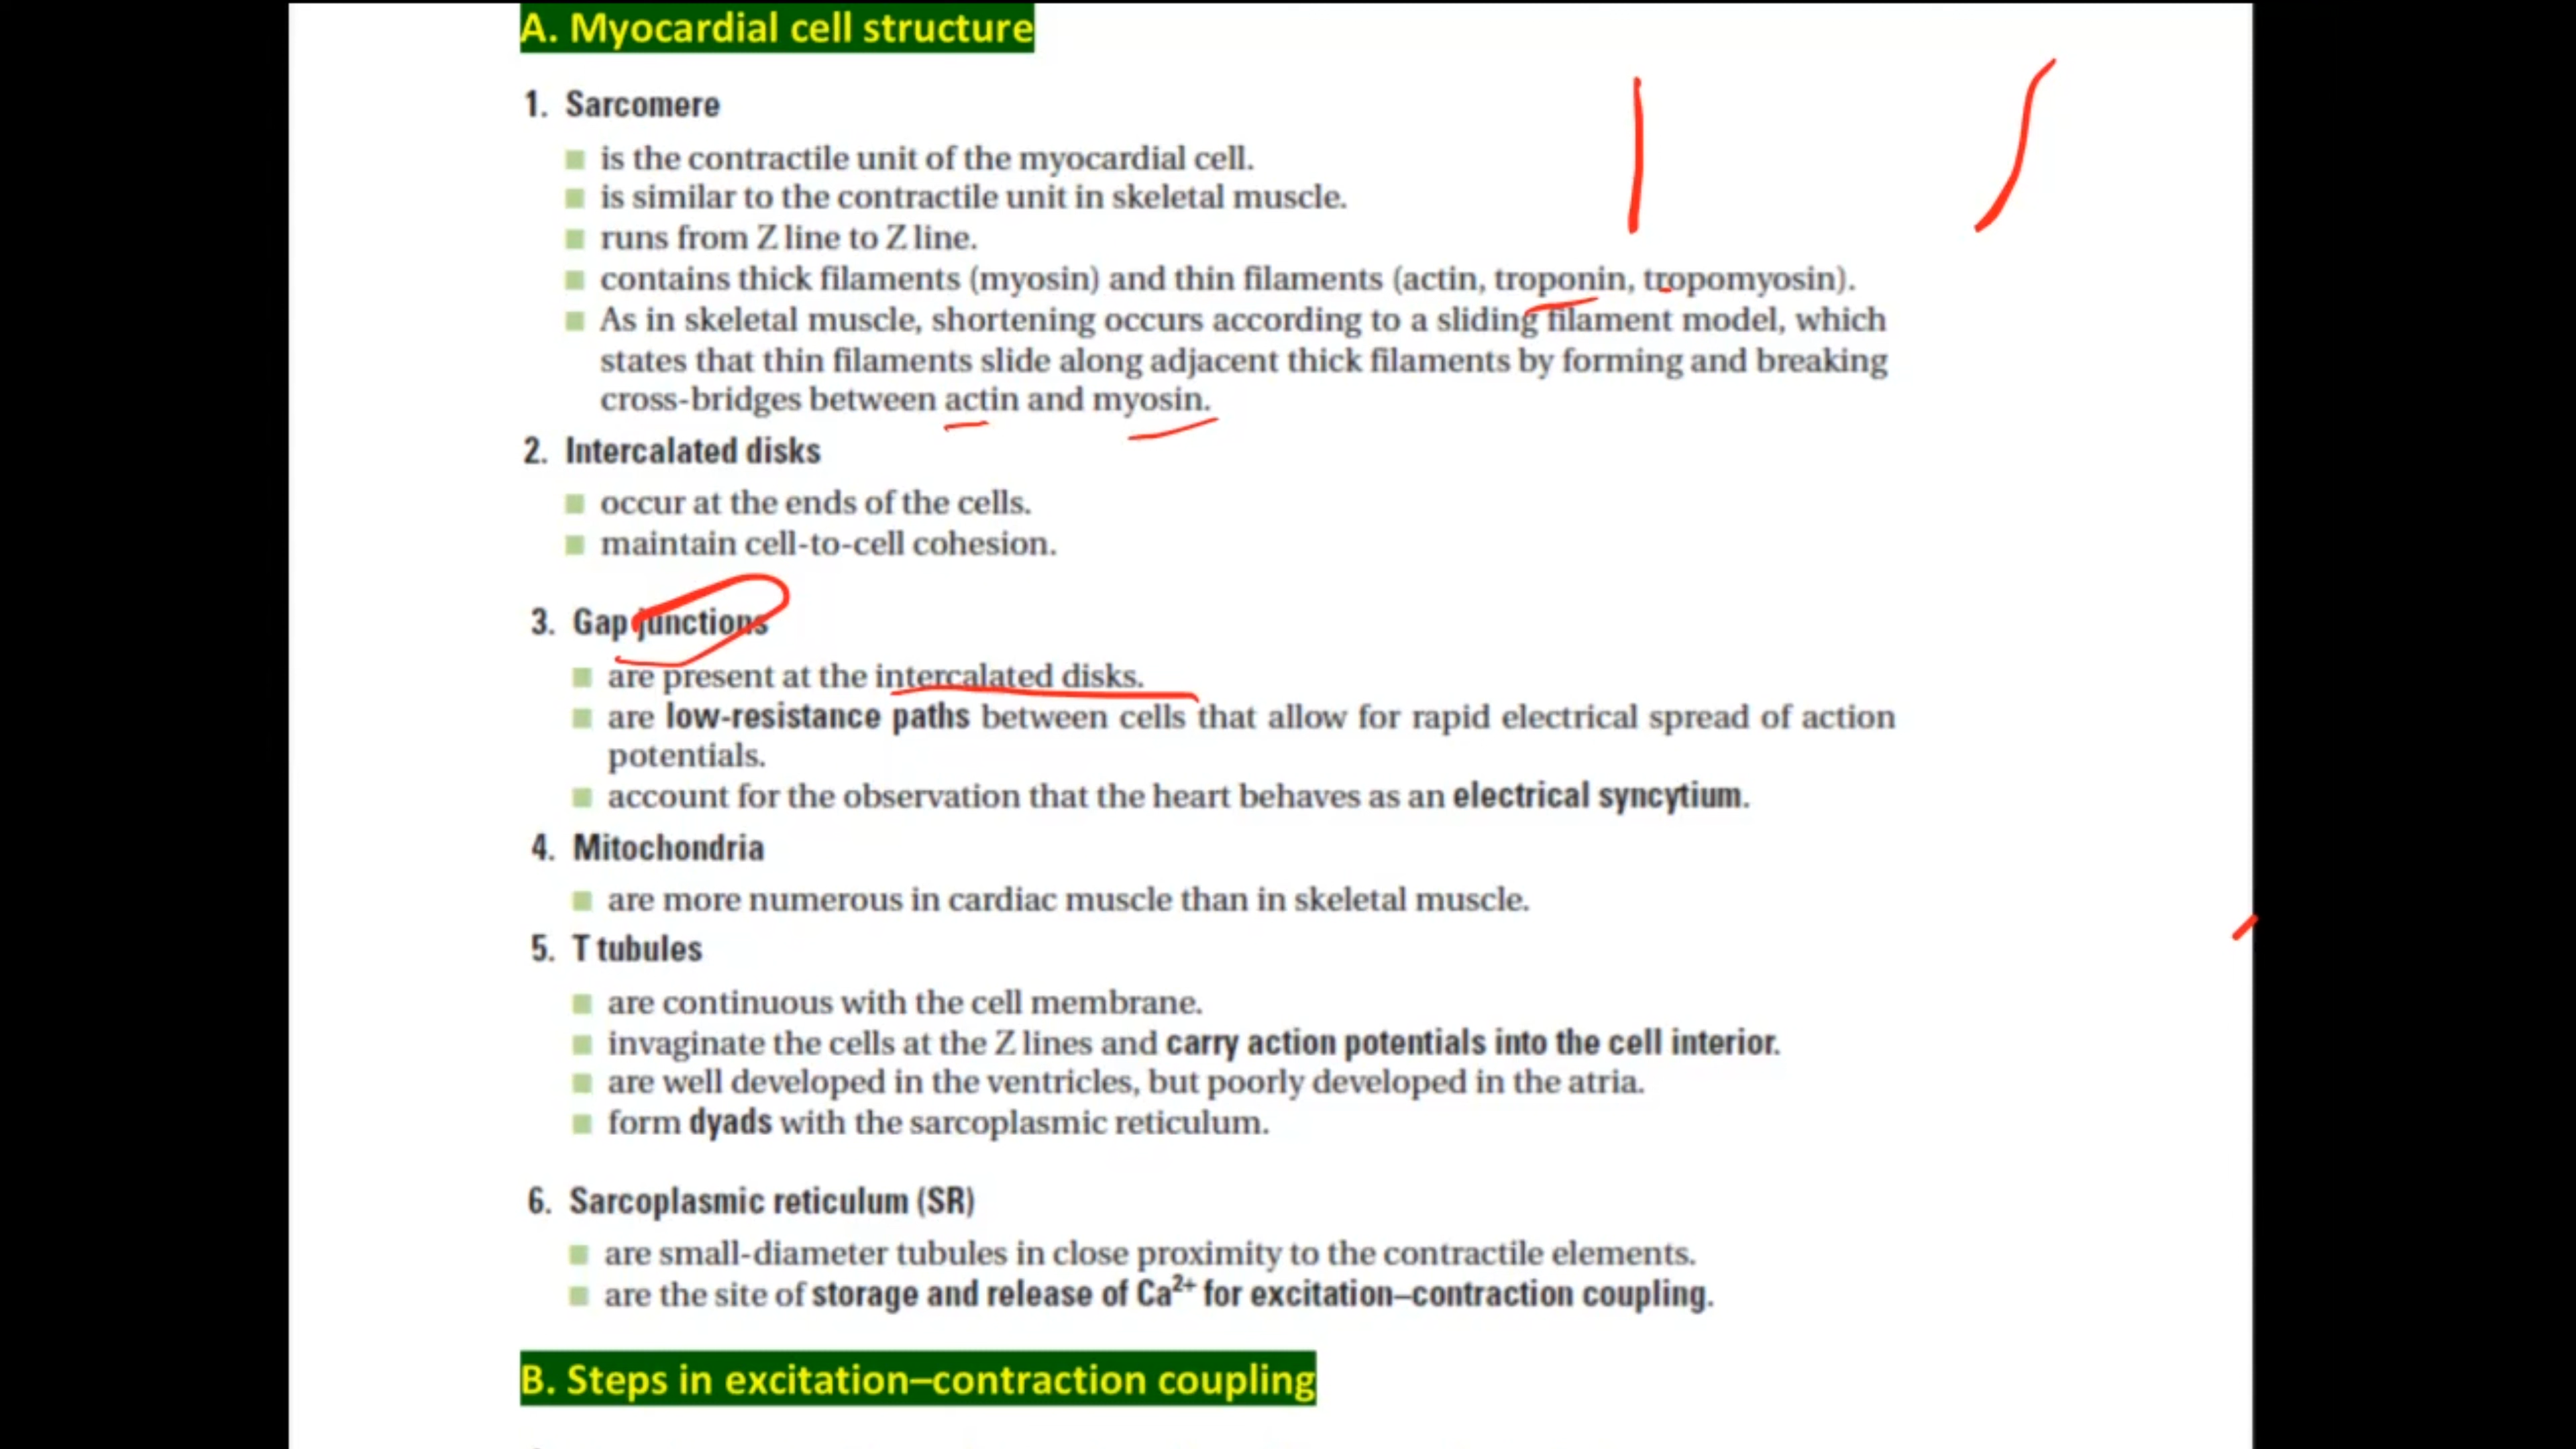 A. Myocardial cell structure
1. Sarcomere
■ is the contractile unit of the myocardial cell.
■ is similar to the contractile unit in skeletal muscle.
■ runs from Z line to Z line.
■ contains thick filaments (myosin) and thin filaments (actin, troponin, tropomyosin).
■ As in skeletal muscle, shortening occurs according to a sliding filament model, which
states that thin filaments slide along adjacent thick filaments by forming and breaking
cross-bridges between actin and myosin.
2. Intercalated disks
■ occur at the ends of the cells.
■ maintain cell-to-cell cohesion.
3. Gap junctions
■ are present at the intercalated disks.
■ are low-resistance paths between cells that allow for rapid electrical spread of action
potentials.
■ account for the observation that the heart behaves as an electrical syncytium.
4. Mitochondria
■ are more numerous in cardiac muscle than in skeletal muscle.
5. T tubules
■ are continuous with the cell membrane.
■ invaginate the cells at the Z lines and carry action potentials into the cell interior.
■ are well developed in the ventricles, but poorly developed in the atria.
■ form dyads with the sarcoplasmic reticulum.
6. Sarcoplasmic reticulum (SR)
■ are small-diameter tubules in close proximity to the contractile elements.
■ are the site of storage and release of Ca²⁺ for excitation–contraction coupling.
B. Steps in excitation–contraction coupling